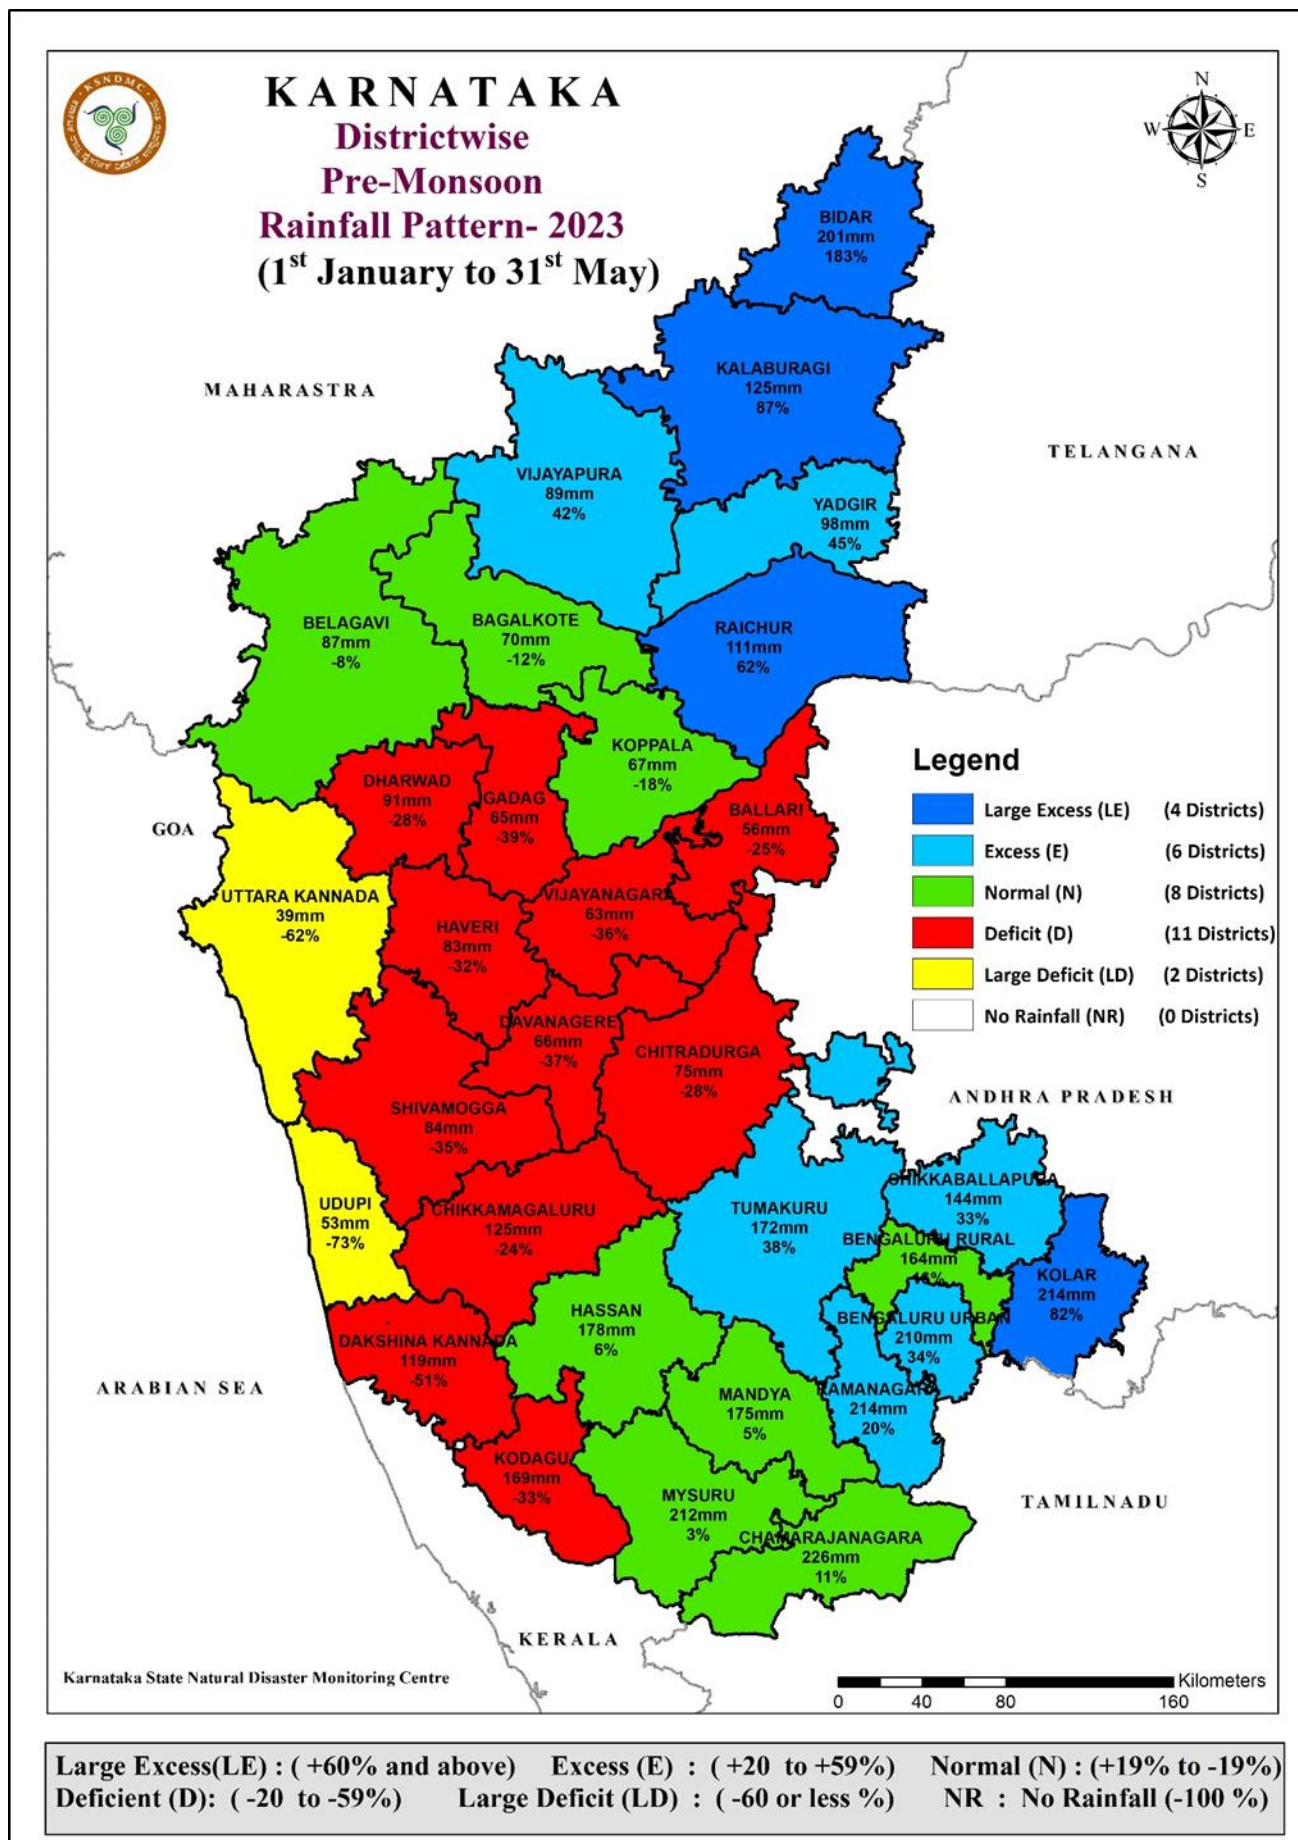 KSNDMC
KARNATAKA
Districtwise
Pre-Monsoon
Rainfall Pattern- 2023
(1st January to 31st May)
N
W E
S
BIDAR
201mm
183%
KALABURAGI
125mm
87%
MAHARASTRA
TELANGANA
VIJAYAPURA
89mm
42%
YADGIR
98mm
45%
BELAGAVI
87mm
-8%
BAGALKOTE
70mm
-12%
RAICHUR
111mm
62%
KOPPALA
67mm
-18%
DHARWAD
91mm
-28%
GADAG
65mm
-39%
BALLARI
56mm
-25%
GOA
UTTARA KANNADA
39mm
-62%
HAVERI
83mm
-32%
VIJAYANAGARA
63mm
-36%
DAVANAGERE
66mm
-37%
CHITRADURGA
75mm
-28%
SHIVAMOGGA
84mm
-35%
UDUPI
53mm
-73%
CHIKKAMAGALURU
125mm
-24%
TUMAKURU
172mm
38%
CHIKKABALLAPURA
144mm
33%
BENGALURU RURAL
164mm
KOLAR
214mm
82%
HASSAN
178mm
6%
BENGALURU URBAN
210mm
34%
DAKSHINA KANNADA
119mm
-51%
MANDYA
175mm
5%
RAMANAGARA
214mm
20%
KODAGU
169mm
-33%
MYSURU
212mm
3%
CHAMARAJANAGARA
226mm
11%
Legend
Large Excess (LE) (4 Districts)
Excess (E) (6 Districts)
Normal (N) (8 Districts)
Deficit (D) (11 Districts)
Large Deficit (LD) (2 Districts)
No Rainfall (NR) (0 Districts)
ANDHRA PRADESH
ARABIAN SEA
TAMILNADU
KERALA
Karnataka State Natural Disaster Monitoring Centre
Kilometers
0 40 80 160
Large Excess(LE) : ( +60% and above) Excess (E) : ( +20 to +59%) Normal (N) : (+19% to -19%)
Deficient (D): ( -20 to -59%) Large Deficit (LD) : ( -60 or less %) NR : No Rainfall (-100 %)